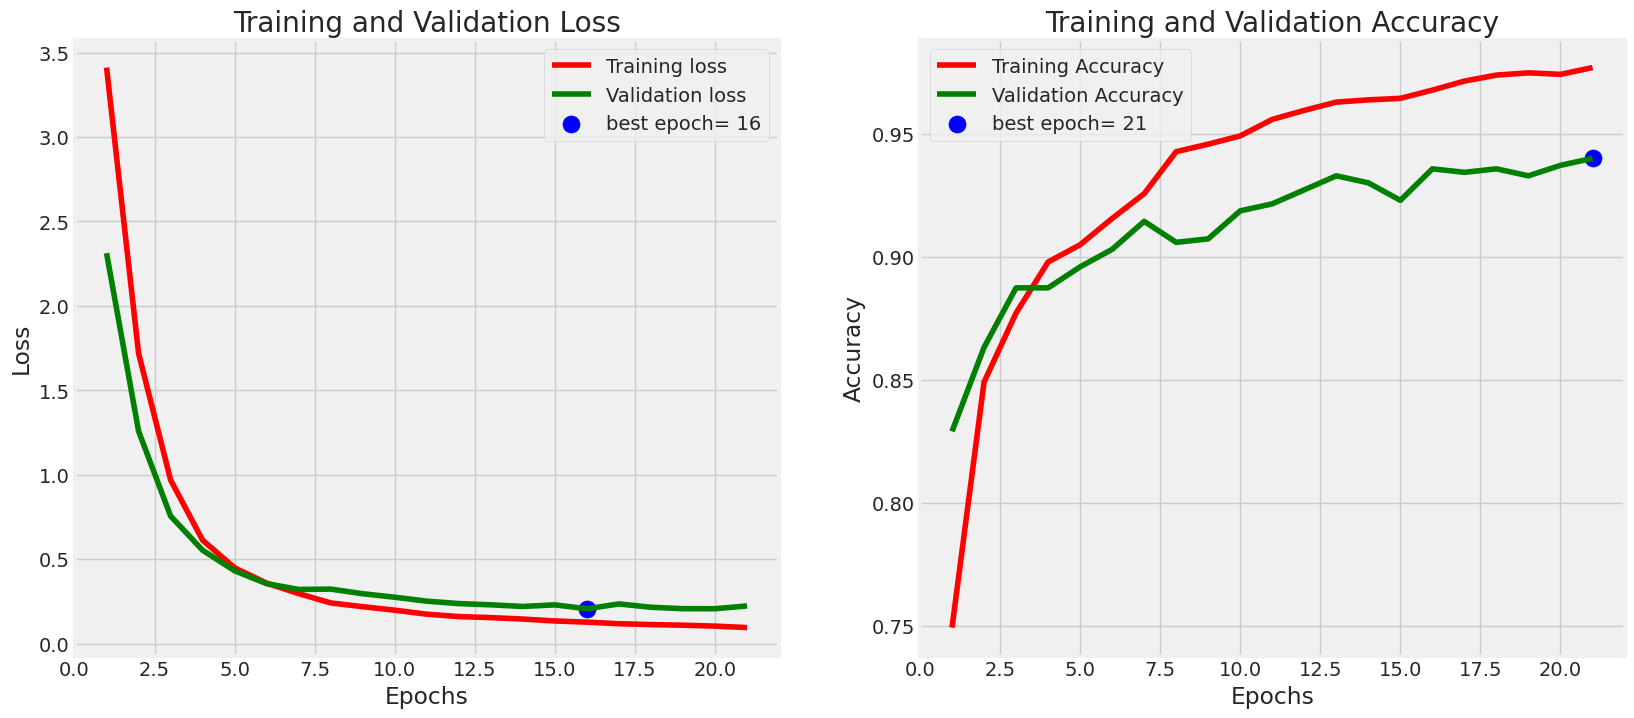 Training and Validation Loss
3.5
3.0
2.5
2.0
1.5
1.0
0.5
0.0
Loss
Training loss
Validation loss
best epoch= 16
0.0 2.5 5.0 7.5 10.0 12.5 15.0 17.5 20.0
Epochs
Training and Validation Accuracy
0.95
0.90
0.85
0.80
0.75
Accuracy
Training Accuracy
Validation Accuracy
best epoch= 21
0.0 2.5 5.0 7.5 10.0 12.5 15.0 17.5 20.0
Epochs